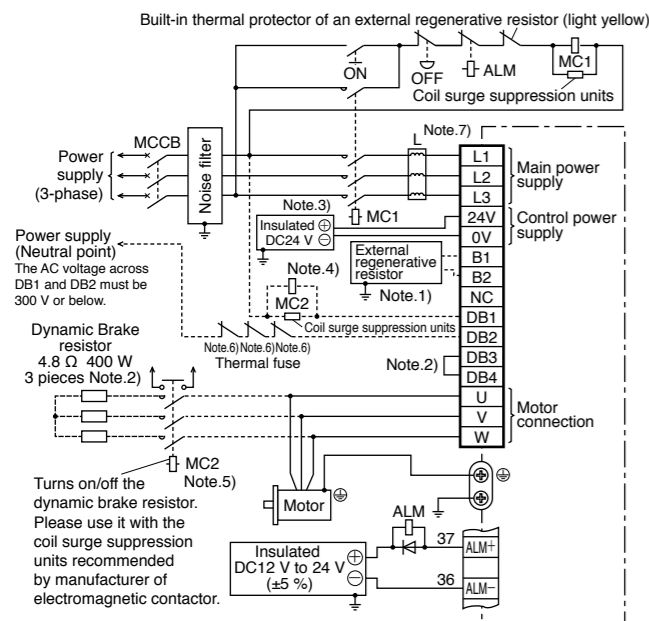 Built-in thermal protector of an external regenerative resistor (light yellow)
ON
OFF
ALM
MC1
Coil surge suppression units
Note.7)
L
MCCB
Power
supply
(3-phase)
Noise filter
L1
L2
L3
Main power
supply
MC1
Note.3)
Insulated
DC24 V
24V
0V
Control power
supply
Power supply
(Neutral point)
The AC voltage across
DB1 and DB2 must be
300 V or below.
External
regenerative
resistor
B1
B2
Note.4)
Note.1)
NC
MC2
Coil surge suppression units
DB1
DB2
Note.6)Note.6)Note.6)
Thermal fuse
Note.2)
DB3
DB4
Dynamic Brake
resistor
4.8 Ω 400 W
3 pieces Note.2)
U
V
W
Motor
connection
MC2
Note.5)
Turns on/off the
dynamic brake resistor.
Please use it with the
coil surge suppression
units recommended
by manufacturer of
electromagnetic contactor.
Motor
ALM
Insulated
DC12 V to 24 V
(±5 %)
37
ALM+
36
ALM−